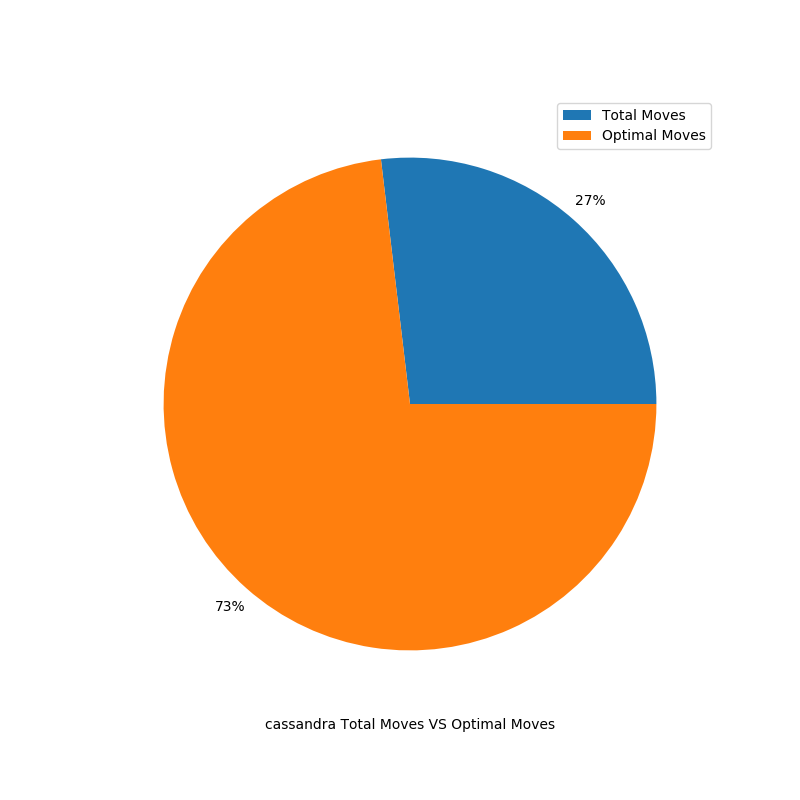 Total Moves
Optimal Moves
27%
73%
cassandra Total Moves VS Optimal Moves